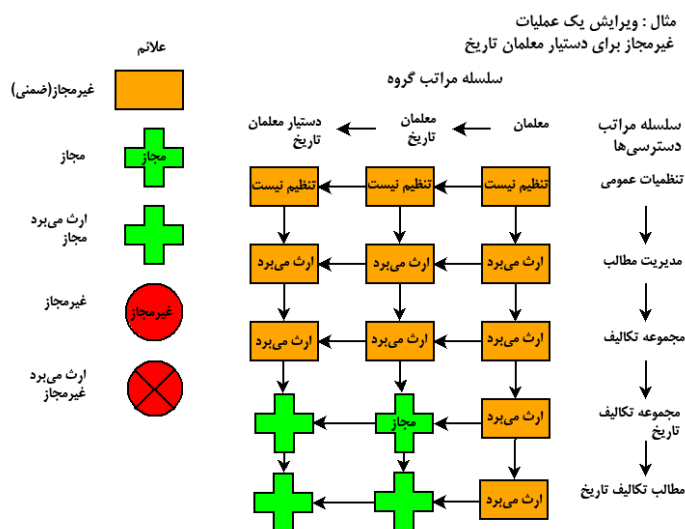 مثال : ویرایش یک عملیات
غیرمجاز برای دستیار معلمان تاریخ
سلسله مراتب گروه
علائم
غیرمجاز(ضمنی)
مجاز
مجاز
ارث می‌برد
مجاز
غیرمجاز
غیرمجاز
ارث می‌برد
غیرمجاز
سلسله مراتب
دسترسی‌ها
معلمان
معلمان
تاریخ
دستیار معلمان
تاریخ
تنظمیات عمومی
تنظیم نیست
تنظیم نیست
تنظیم نیست
مدیریت مطالب
ارث می‌برد
ارث می‌برد
ارث می‌برد
مجموعه تکالیف
ارث می‌برد
ارث می‌برد
ارث می‌برد
مجموعه تکالیف
تاریخ
ارث می‌برد
مجاز
مطالب تکالیف تاریخ
ارث می‌برد